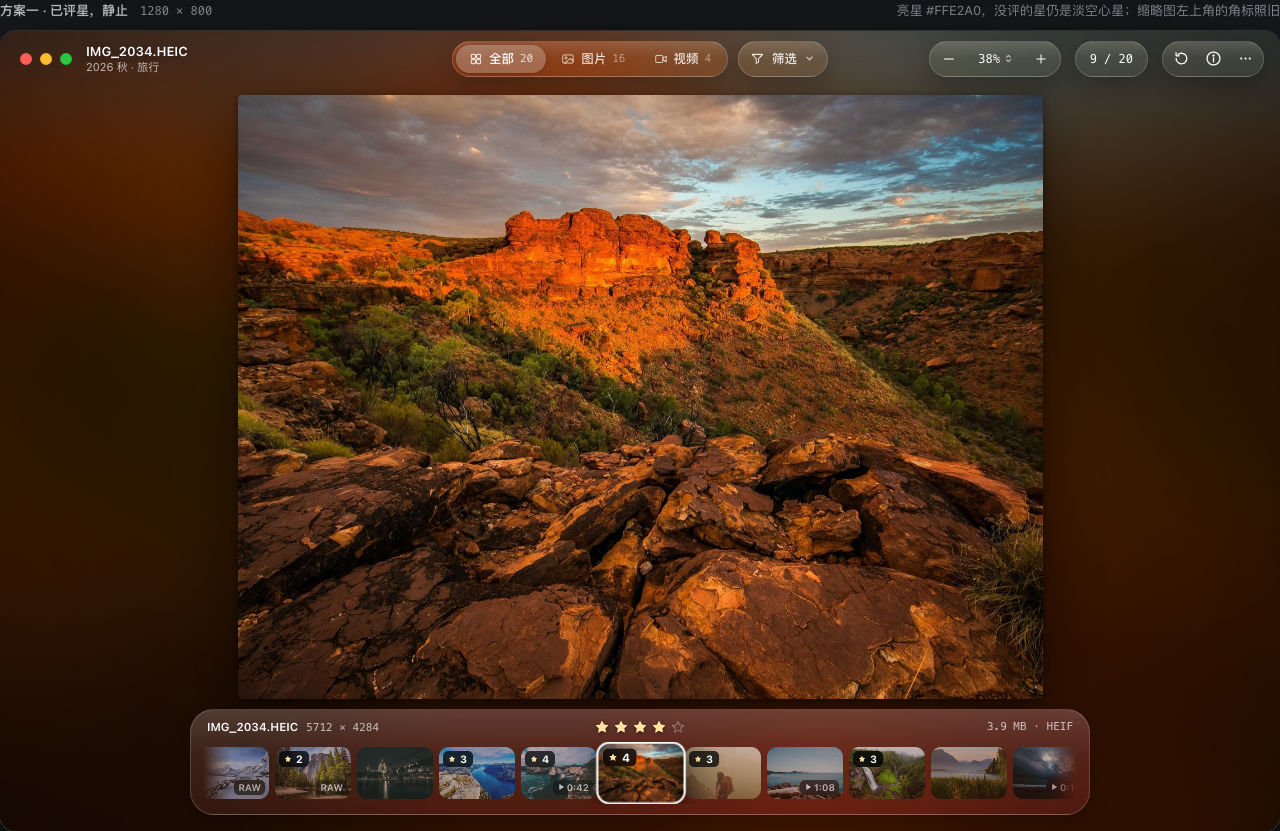 方案一 · 已评星，静止 1280 × 800
亮星 #FFE2A0，没评的星仍是淡空心星；缩略图左上角的角标照旧
IMG_2034.HEIC
2026 秋 · 旅行
全部 20 图片 16 视频 4 筛选
38% 9 / 20
IMG_2034.HEIC 5712 × 4284
3.9 MB · HEIF
RAW
2
RAW
3
4
0:42
4
3
1:08
3